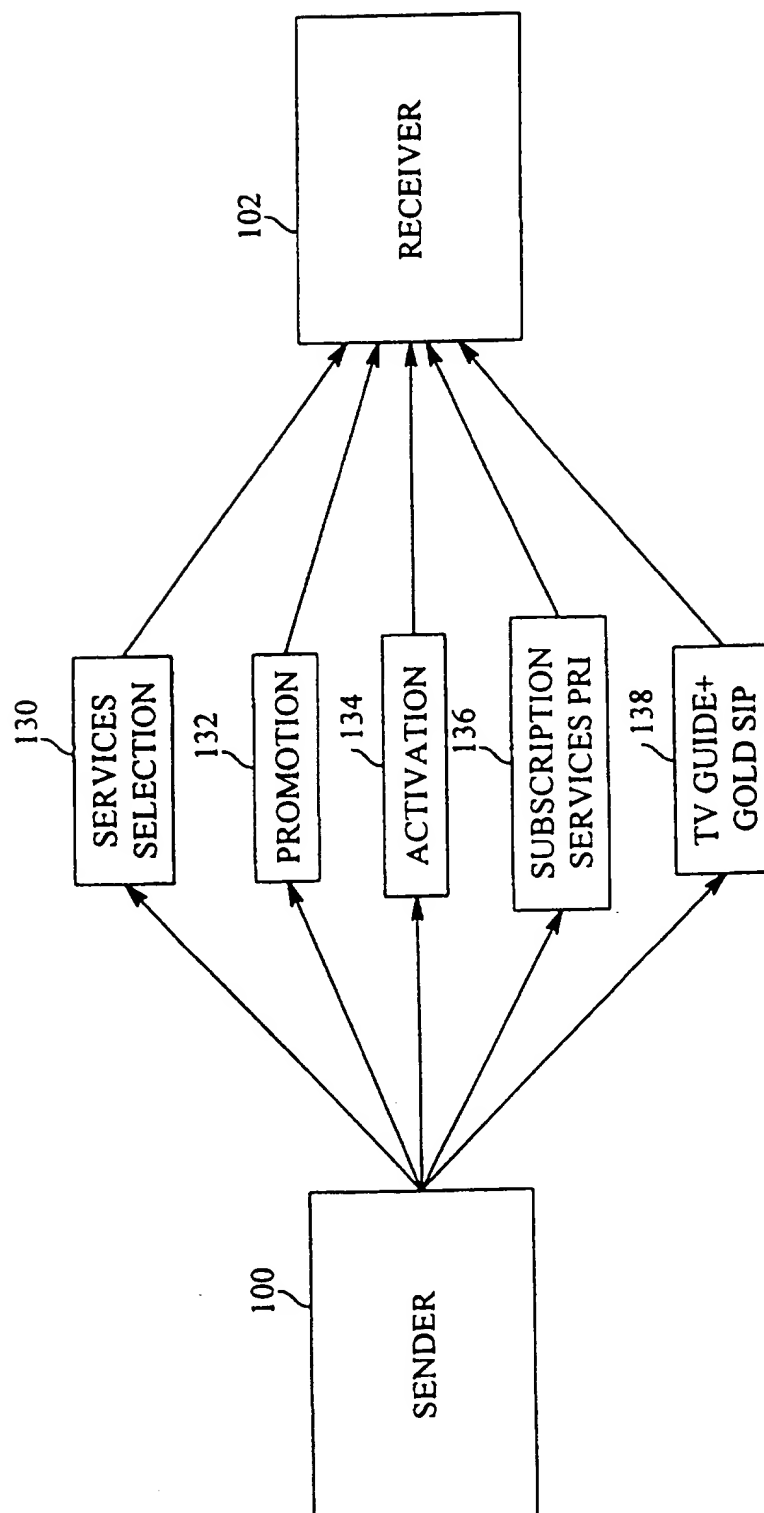 100
SENDER
130
SERVICES
SELECTION
132
PROMOTION
134
ACTIVATION
136
SUBSCRIPTION
SERVICES PRI
138
TV GUIDE+
GOLD SIP
102
RECEIVER